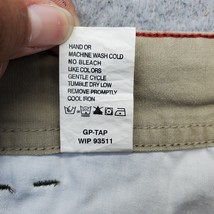 HAND OR
MACHINE WASH COLD
NO BLEACH
LIKE COLORS
GENTLE CYCLE
TUMBLE DRY LOW
REMOVE PROMPTLY
COOL IRON
GP-TAP
WIP 93511